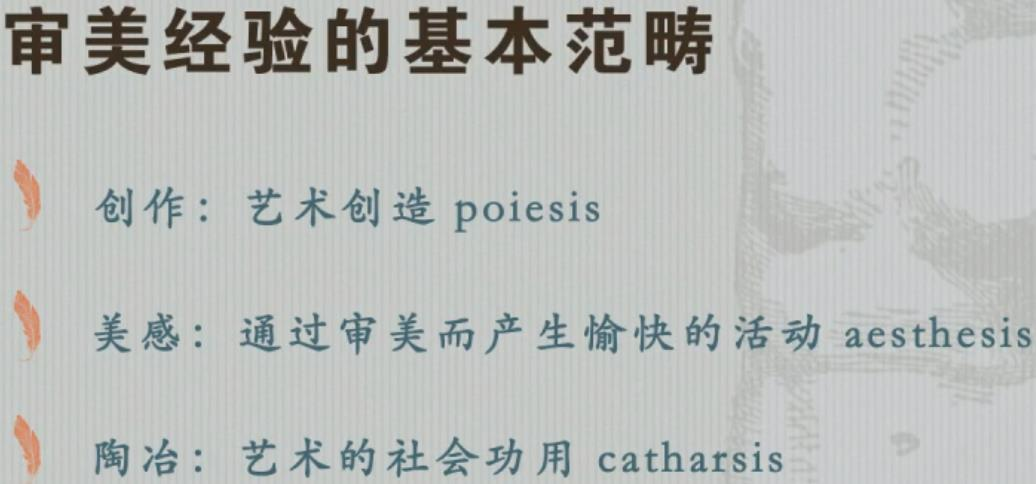 审美经验的基本范畴
创作：艺术创造 poiesis
美感：通过审美而产生愉快的活动 aesthesis
陶冶：艺术的社会功用 catharsis